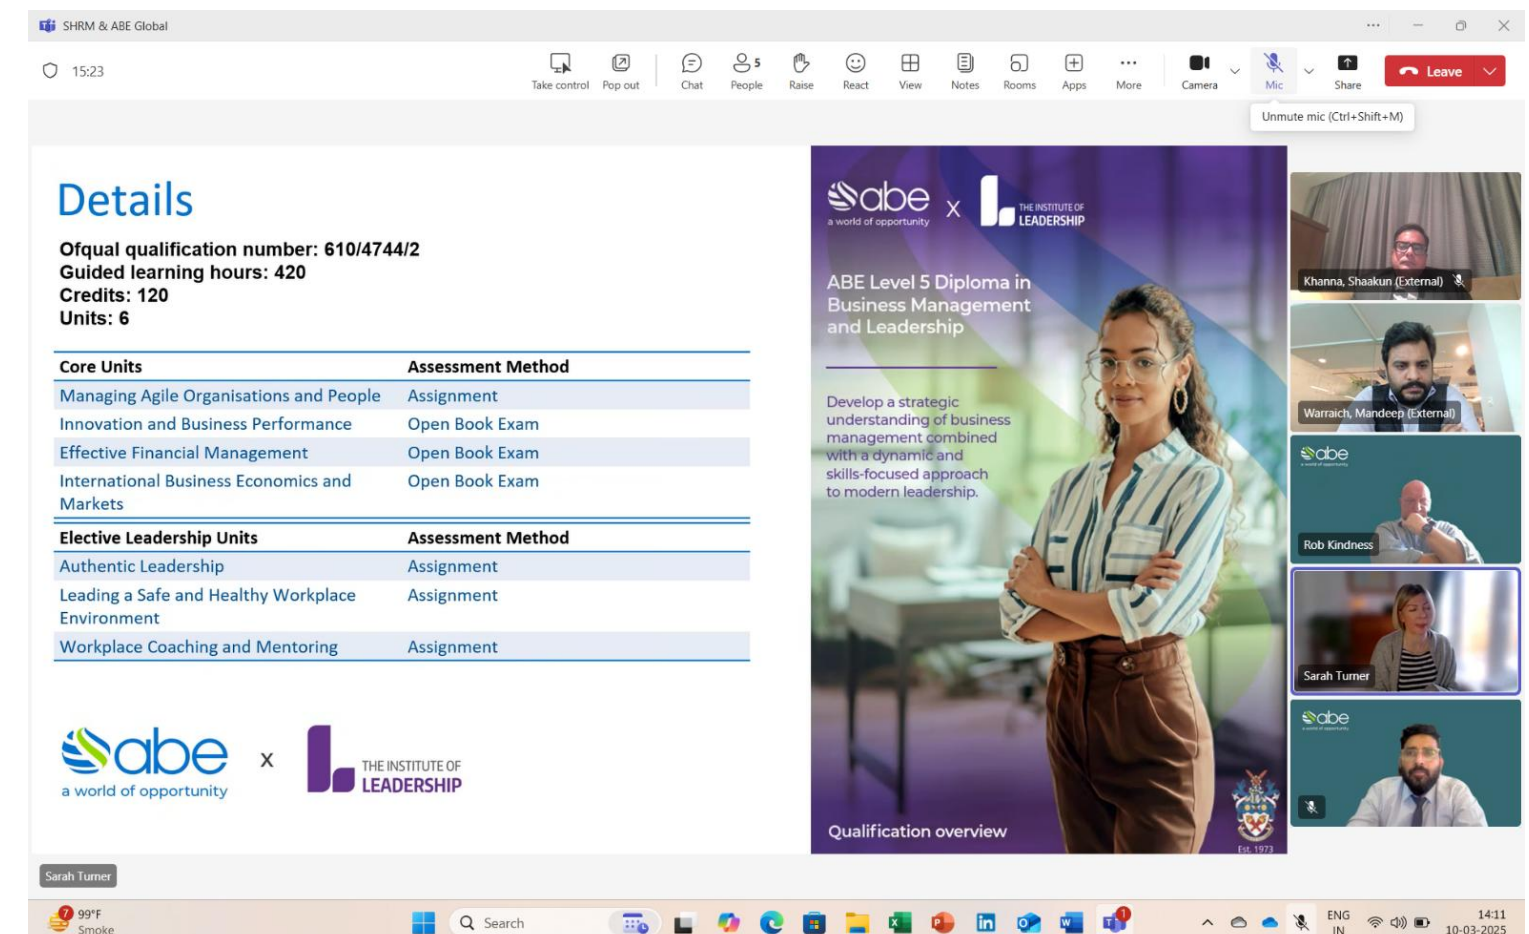 SHRM & ABE Global
15:23
Take control
Pop out
Chat
5
People
Raise
React
View
Notes
Rooms
Apps
More
Camera
Mic
Share
Leave
Unmute mic (Ctrl+Shift+M)
Details
Ofqual qualification number: 610/4744/2
Guided learning hours: 420
Credits: 120
Units: 6
Core Units Assessment Method
Managing Agile Organisations and People Assignment
Innovation and Business Performance Open Book Exam
Effective Financial Management Open Book Exam
International Business Economics and Open Book Exam
Markets
Elective Leadership Units Assessment Method
Authentic Leadership Assignment
Leading a Safe and Healthy Workplace Assignment
Environment
Workplace Coaching and Mentoring Assignment
abe x THE INSTITUTE OF
LEADERSHIP
a world of opportunity
abe x THE INSTITUTE OF
LEADERSHIP
a world of opportunity
ABE Level 5 Diploma in
Business Management
and Leadership
Develop a strategic
understanding of business
management combined
with a dynamic and
skills-focused approach
to modern leadership.
Qualification overview
Est. 1973
Khanna, Shaakun (External)
Warraich, Mandeep (External)
abe
Rob Kindness
Sarah Turner
abe
Sarah Turner
7
99°F
Smoke
Search
1
ENG
IN
14:11
10-03-2025